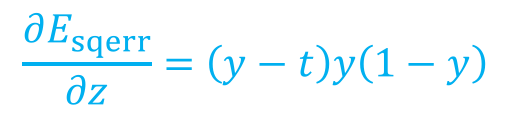 ∂E_sqerr/∂z = (y − t)y(1 − y)